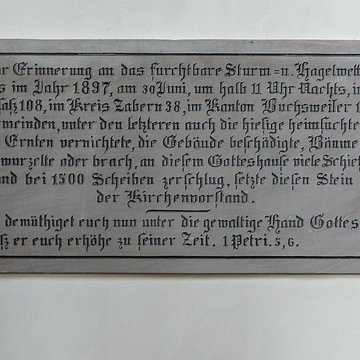 r Erinnerung an das furchtbare Sturm=u. Hagelwett
s im Jahr 1897, am 30 Juni, um halb 11 Uhr Nachts, in
saß 108, im Kreis Zabern 38, im Kanton Buchsweiler 1
meinden, unter den letzteren auch die hiesige heimsuchte
Ernten vernichtete, die Gebäude beschädigte, Bäume
wurzelte oder brach, an diesem Gotteshause viele Schief
nd bei 1500 Scheiben zerschlug, setzte diesen Stein
der Kirchenvorstand.
demüthiget euch nun unter die gewaltige Hand Gottes
ß er euch erhöhe zu seiner Zeit. 1 Petri. 5, 6.